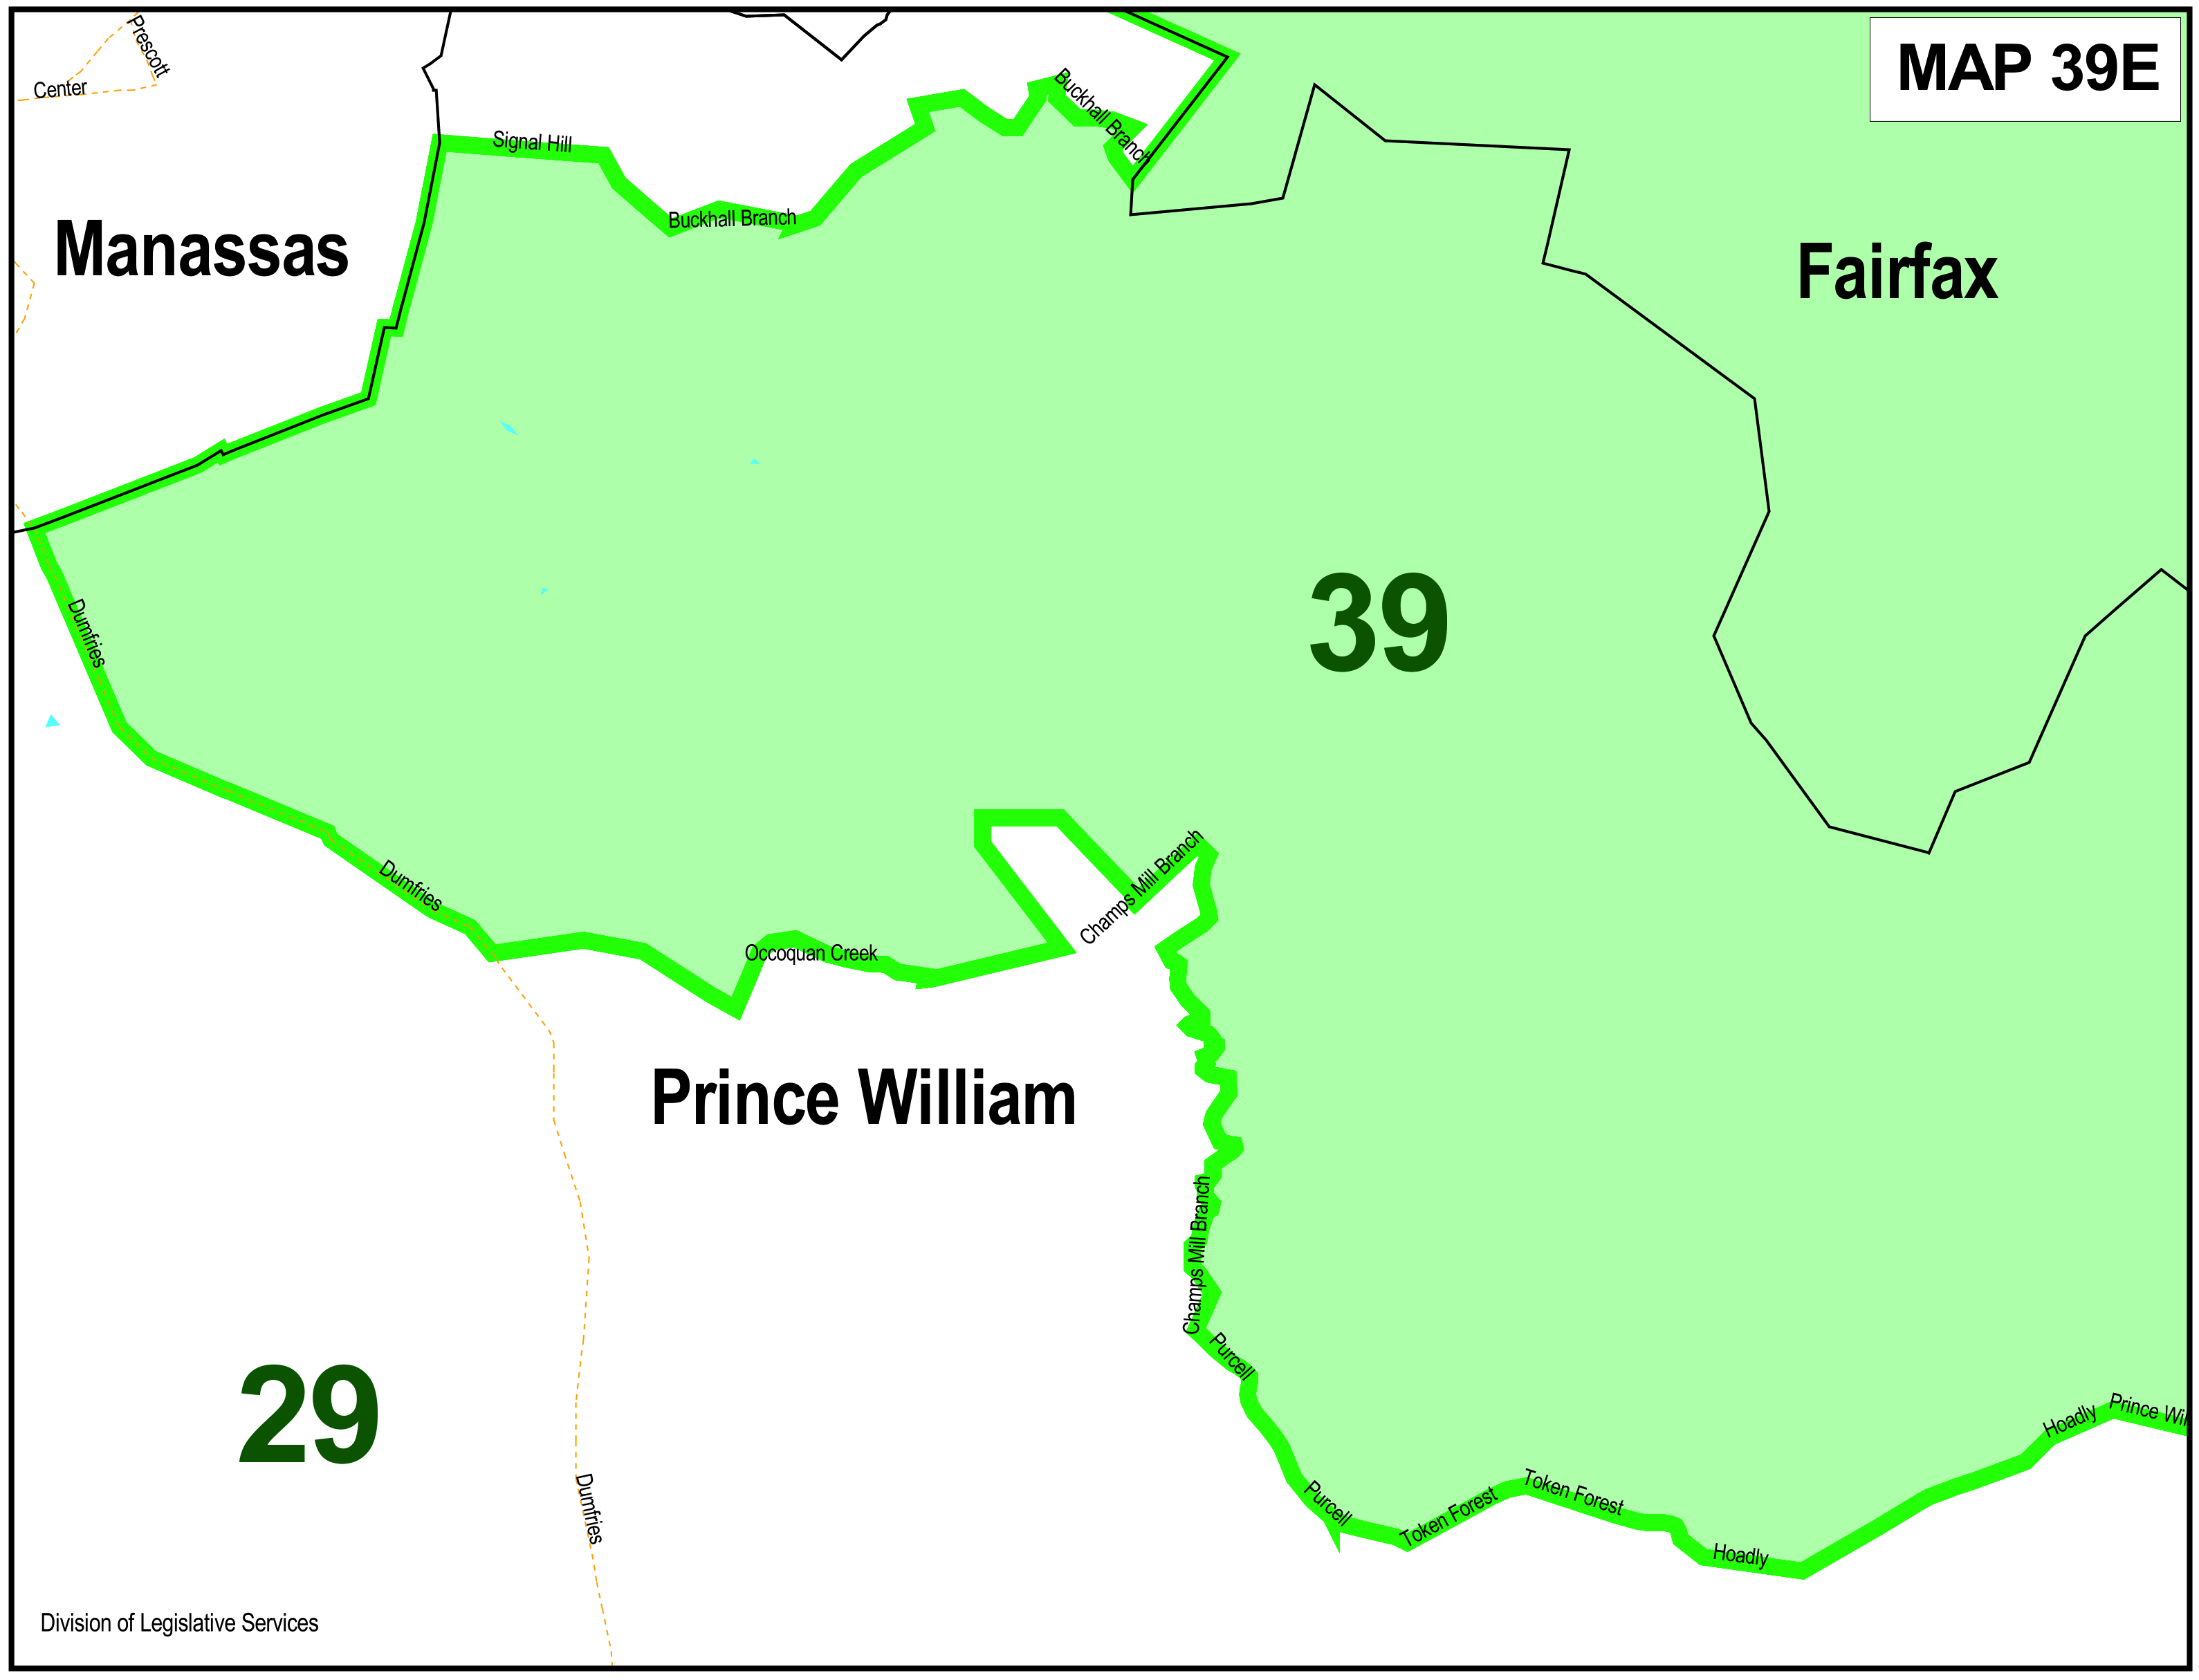 Prescott
Center
MAP 39E
Buckhall Branch
Signal Hill
Buckhall Branch
Manassas
Fairfax
39
Dumfries
Champs Mill Branch
Dumfries
Occoquan Creek
Prince William
Champs Mill Branch
Purcell
29
Hoadly
Prince Wil
Dumfries
Purcell
Token Forest
Token Forest
Hoadly
Division of Legislative Services